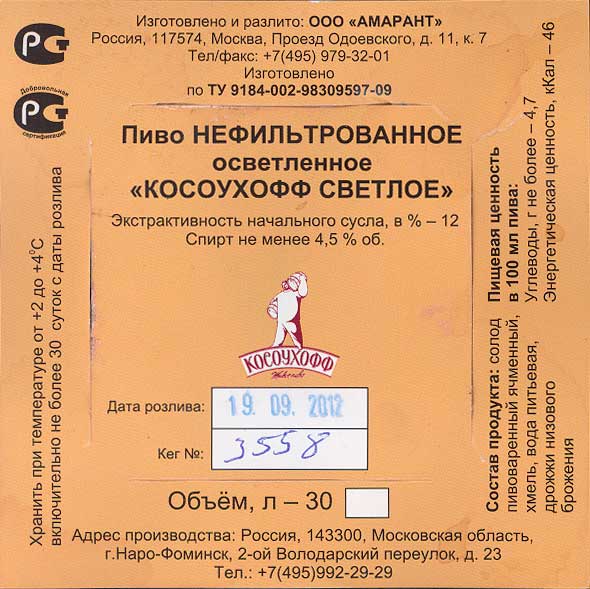 Изготовлено и разлито: ООО «АМАРАНТ»
Россия, 117574, Москва, Проезд Одоевского, д. 11, к. 7
Тел/факс: +7(495) 979-32-01
Изготовлено
по ТУ 9184-002-98309597-09
РСТ
Добровольная
РСТ
сертификация
Пиво НЕФИЛЬТРОВАННОЕ
осветленное
«КОСОУХОФФ СВЕТЛОЕ»
Экстрактивность начального сусла, в % – 12
Спирт не менее 4,5 % об.
КОСОУХОФФ
Дата розлива: 19. 09. 2012
Кег №: 3558
Объём, л – 30
Адрес производства: Россия, 143300, Московская область,
г.Наро-Фоминск, 2-ой Володарский переулок, д. 23
Тел.: +7(495)992-29-29
Хранить при температуре от +2 до +4°С
включительно не более 30 суток с даты розлива
Пищевая ценность
в 100 мл пива:
Углеводы, г не более – 4,7
Энергетическая ценность, кКал – 46
Состав продукта: солод
пивоваренный ячменный,
хмель, вода питьевая,
дрожжи низового
брожения